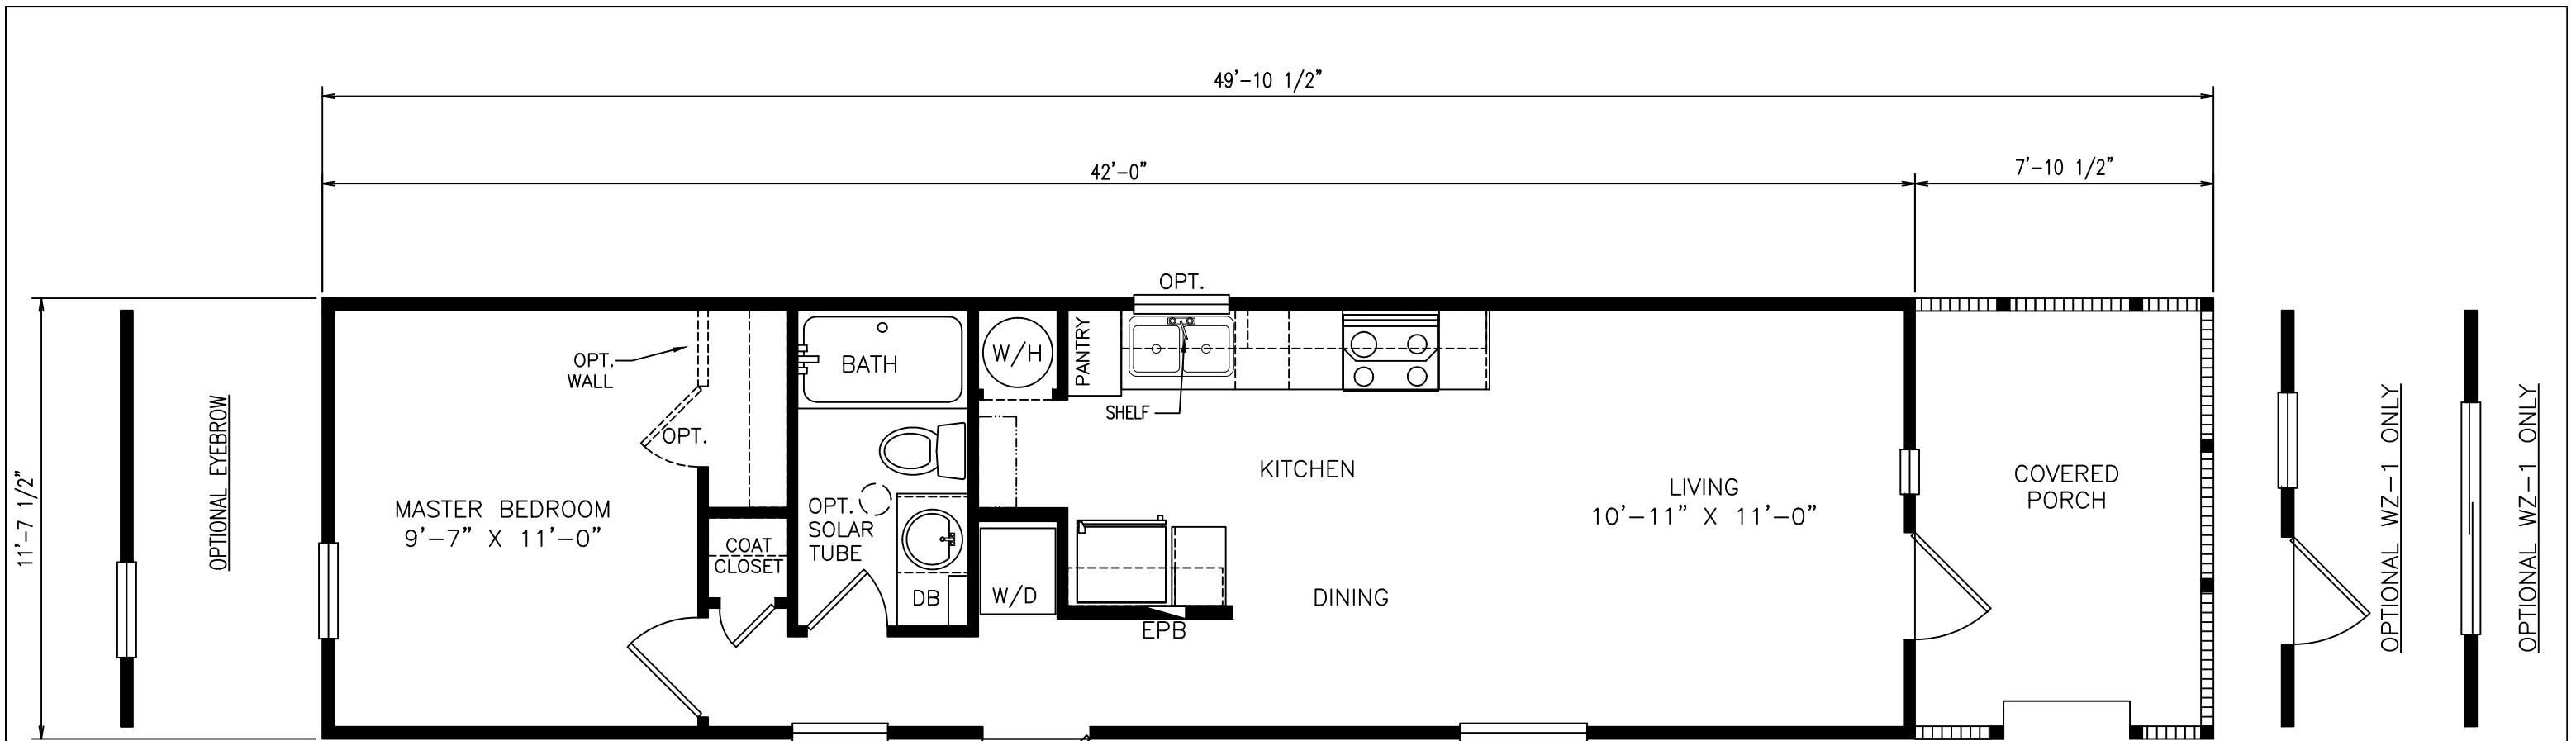 49'-10 1/2"
42'-0"
7'-10 1/2"
11'-7 1/2"
OPTIONAL EYEBROW
OPT.
WALL
OPT.
MASTER BEDROOM
9'-7" X 11'-0"
COAT
CLOSET
BATH
OPT.
SOLAR
TUBE
DB
W/H
W/D
PANTRY
OPT.
SHELF
KITCHEN
DINING
EPB
LIVING
10'-11" X 11'-0"
COVERED
PORCH
OPTIONAL WZ-1 ONLY
OPTIONAL WZ-1 ONLY